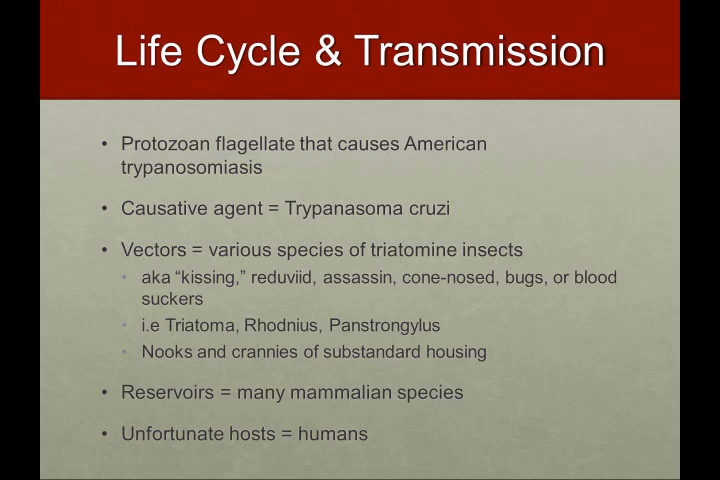 Life Cycle & Transmission
• Protozoan flagellate that causes American
trypanosomiasis
• Causative agent = Trypanasoma cruzi
• Vectors = various species of triatomine insects
• aka “kissing,” reduviid, assassin, cone-nosed, bugs, or blood
suckers
• i.e Triatoma, Rhodnius, Panstrongylus
• Nooks and crannies of substandard housing
• Reservoirs = many mammalian species
• Unfortunate hosts = humans